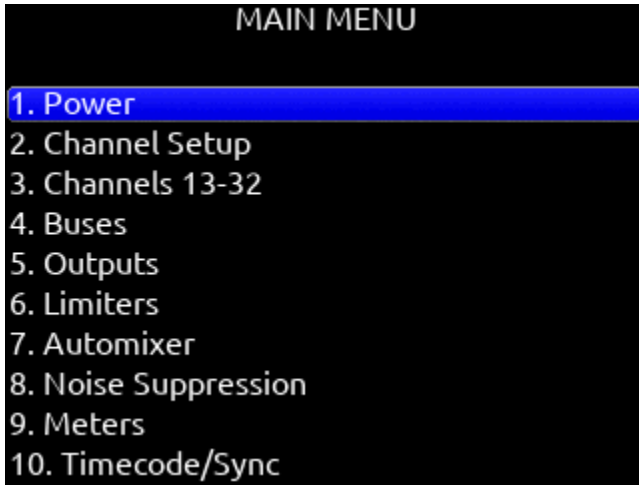 MAIN MENU
1. Power
2. Channel Setup
3. Channels 13-32
4. Buses
5. Outputs
6. Limiters
7. Automixer
8. Noise Suppression
9. Meters
10. Timecode/Sync